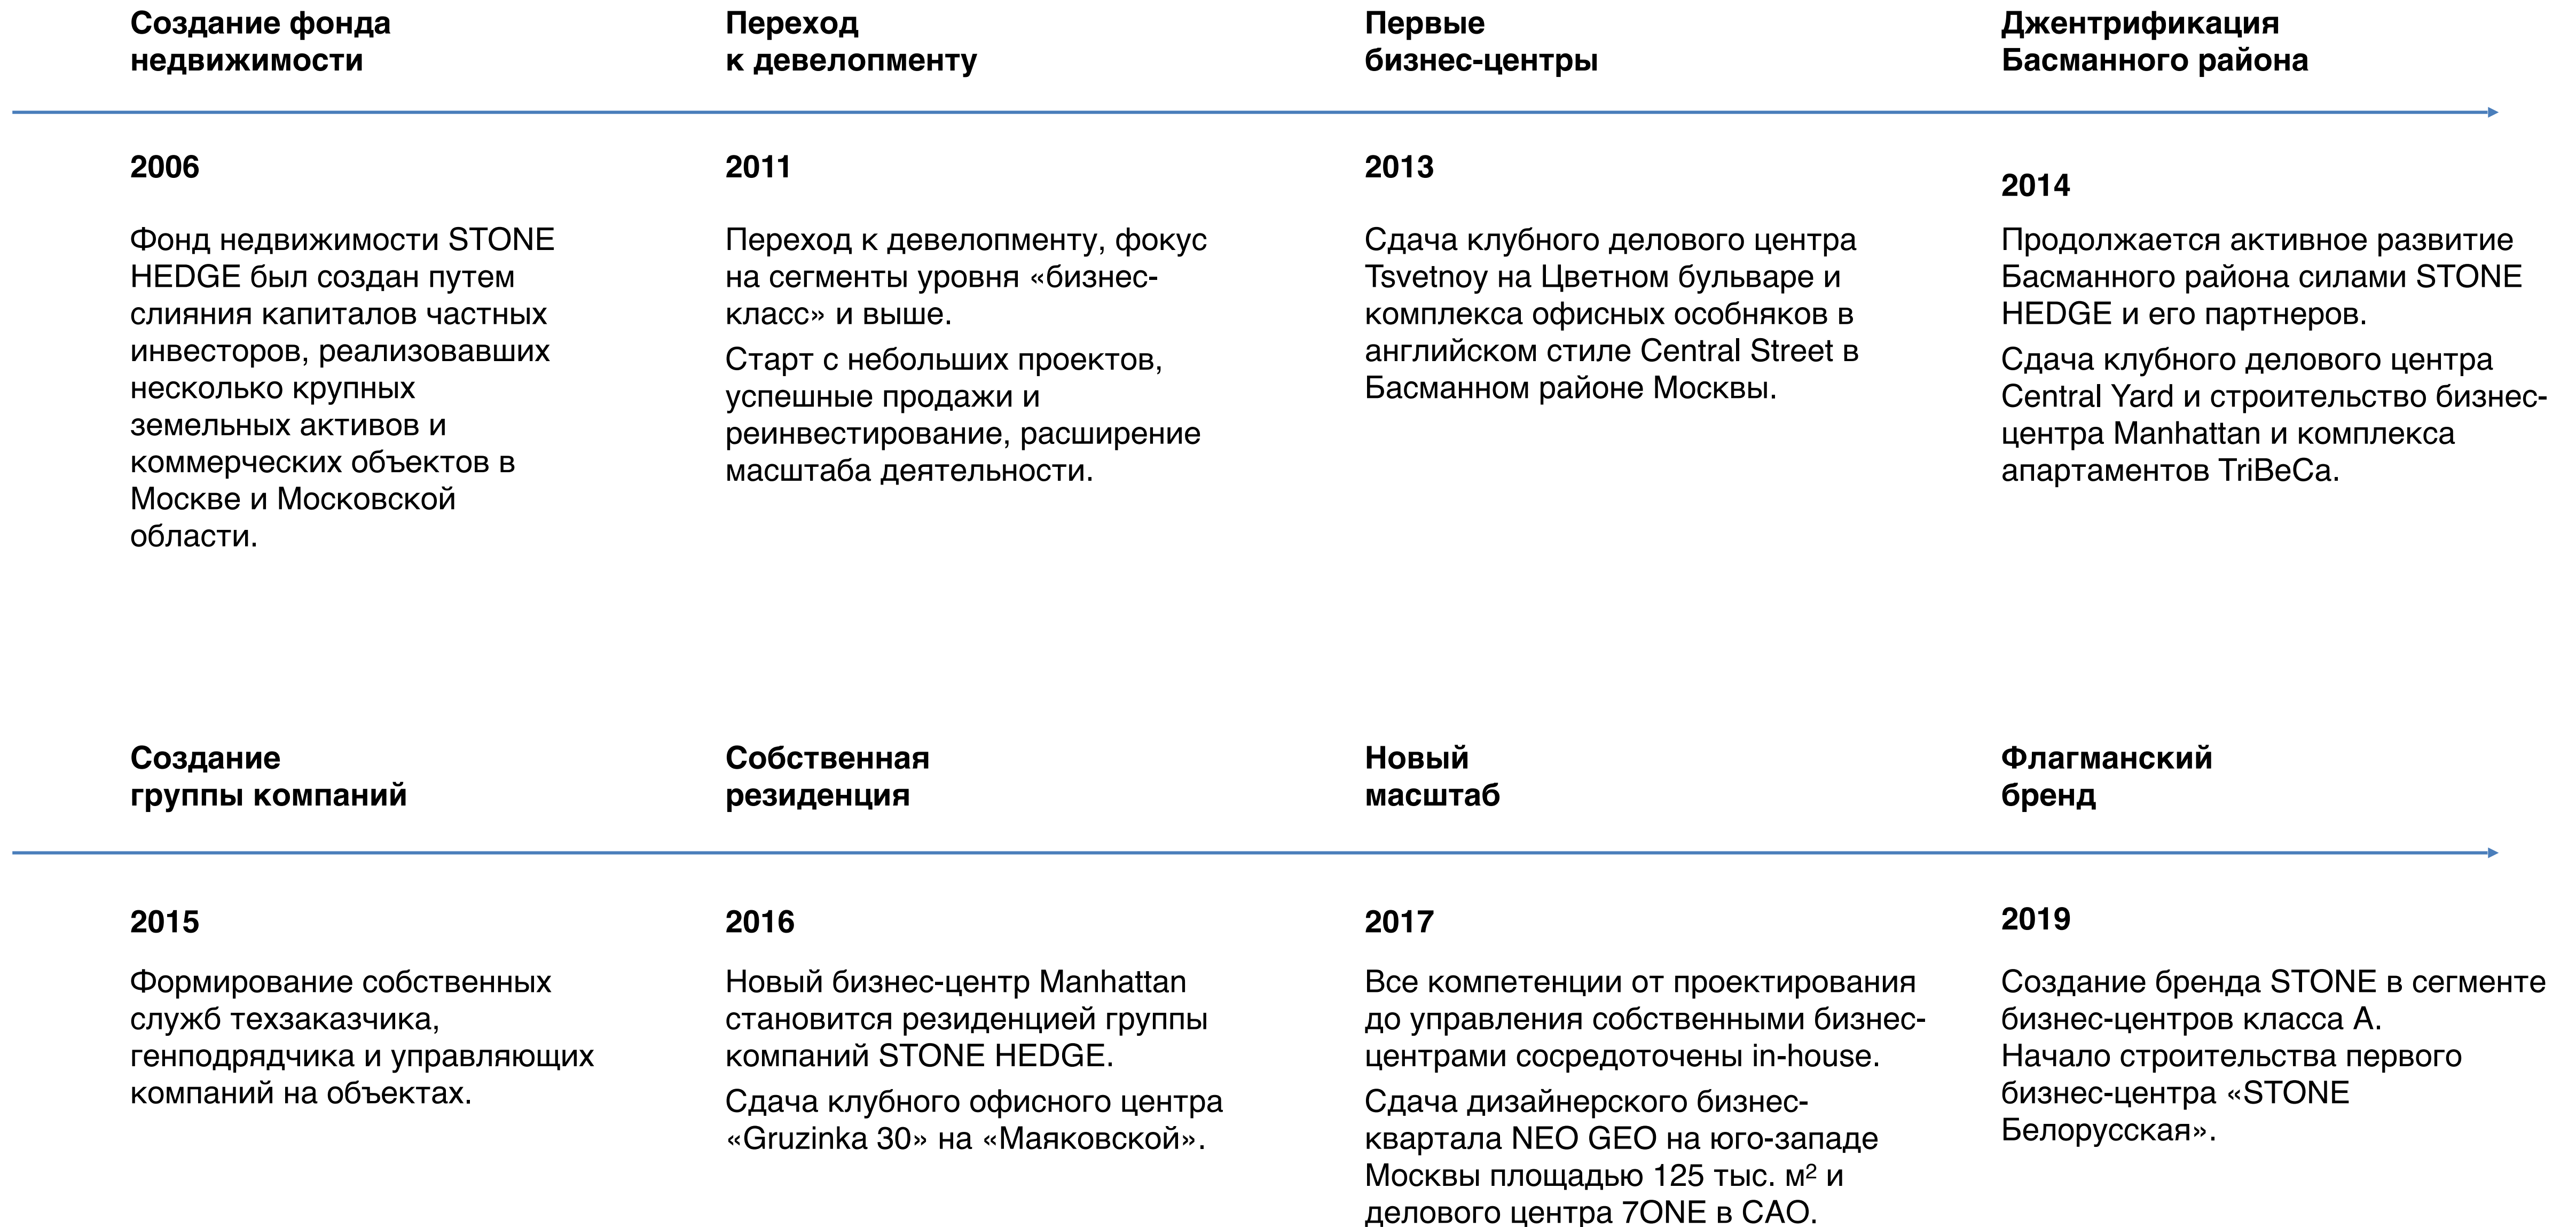 Создание фонда
недвижимости
Переход
к девелопменту
Первые
бизнес-центры
Джентрификация
Басманного района
2006
Фонд недвижимости STONE
HEDGE был создан путем
слияния капиталов частных
инвесторов, реализовавших
несколько крупных
земельных активов и
коммерческих объектов в
Москве и Московской
области.
2011
Переход к девелопменту, фокус
на сегменты уровня «бизнес-
класс» и выше.
Старт с небольших проектов,
успешные продажи и
реинвестирование, расширение
масштаба деятельности.
2013
Сдача клубного делового центра
Tsvetnoy на Цветном бульваре и
комплекса офисных особняков в
английском стиле Central Street в
Басманном районе Москвы.
2014
Продолжается активное развитие
Басманного района силами STONE
HEDGE и его партнеров.
Сдача клубного делового центра
Central Yard и строительство бизнес-
центра Manhattan и комплекса
апартаментов TriBeCa.
Создание
группы компаний
Собственная
резиденция
Новый
масштаб
Флагманский
бренд
2015
Формирование собственных
служб техзаказчика,
генподрядчика и управляющих
компаний на объектах.
2016
Новый бизнес-центр Manhattan
становится резиденцией группы
компаний STONE HEDGE.
Сдача клубного офисного центра
«Gruzinka 30» на «Маяковской».
2017
Все компетенции от проектирования
до управления собственными бизнес-
центрами сосредоточены in-house.
Сдача дизайнерского бизнес-
квартала NEO GEO на юго-западе
Москвы площадью 125 тыс. м² и
делового центра 7ONE в САО.
2019
Создание бренда STONE в сегменте
бизнес-центров класса А.
Начало строительства первого
бизнес-центра «STONE
Белорусская».